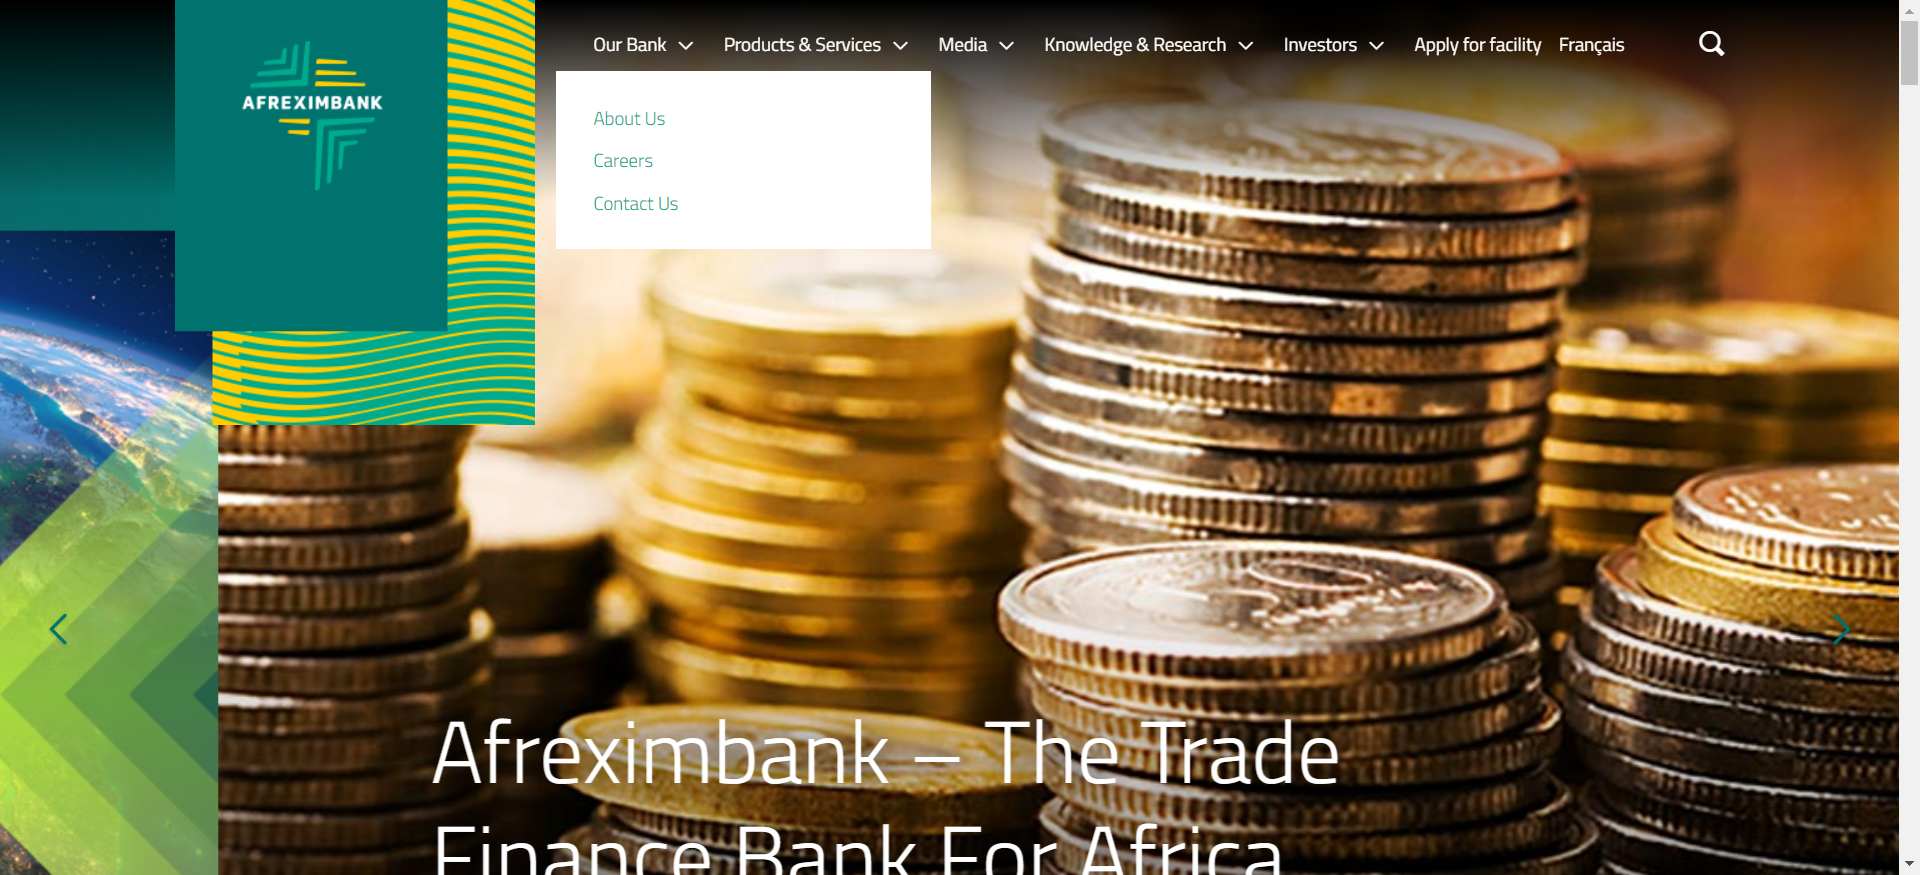 AFREXIMBANK
Our Bank Products & Services Media Knowledge & Research Investors Apply for facility Français
About Us
Careers
Contact Us
Afreximbank – The Trade
Finance Bank For Africa